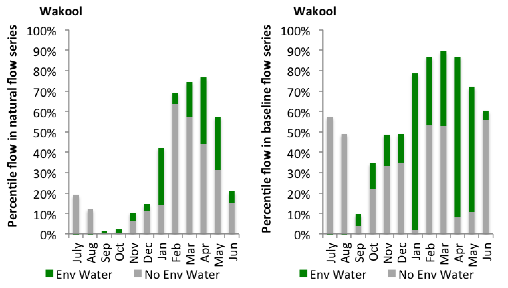 Wakool
Percentile flow in natural flow series
100%
90%
80%
70%
60%
50%
40%
30%
20%
10%
0%
July Aug Sep Oct Nov Dec Jan Feb Mar Apr May Jun
Env Water No Env Water
Wakool
Percentile flow in baseline flow series
100%
90%
80%
70%
60%
50%
40%
30%
20%
10%
0%
July Aug Sep Oct Nov Dec Jan Feb Mar Apr May Jun
Env Water No Env Water